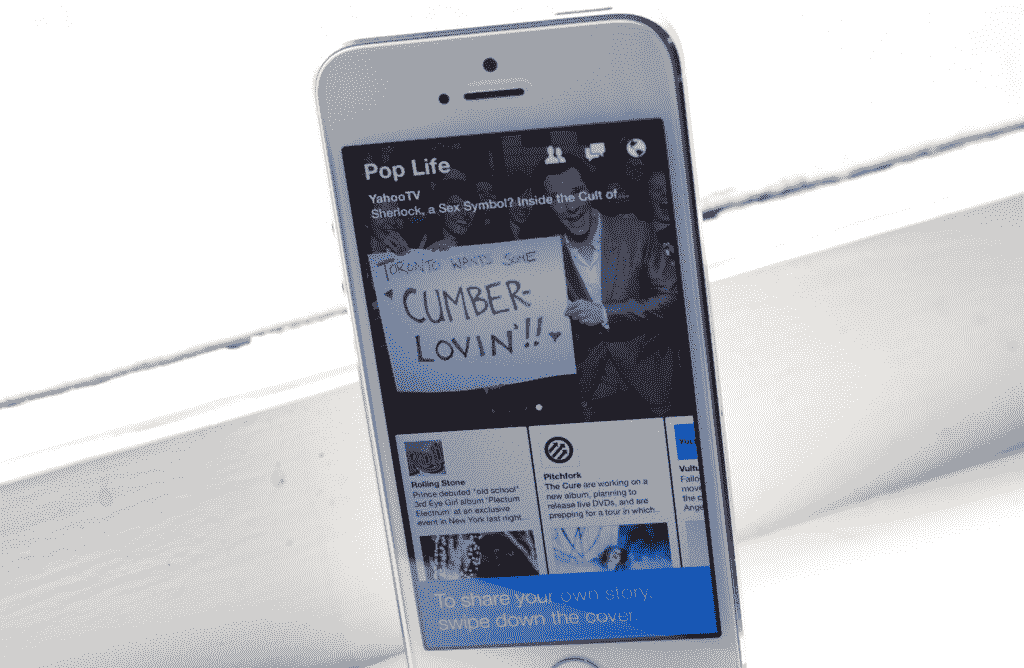 Pop Life
YahooTV
Sherlock, a Sex Symbol? Inside the Cult of...
TORONTO WANTS SOME
CUMBER-
LOVIN'!!
Rolling Stone
Prince debuted "old school"
3rd Eye Girl album 'Plectum
Electrum' at an exclusive
event in New York last night...
Pitchfork
The Cure are working on a
new album, planning to
release live DVDs, and are
prepping for a tour in which...
Vultu
Fallo
move
the p
Ange
To share your own story,
swipe down the cover.